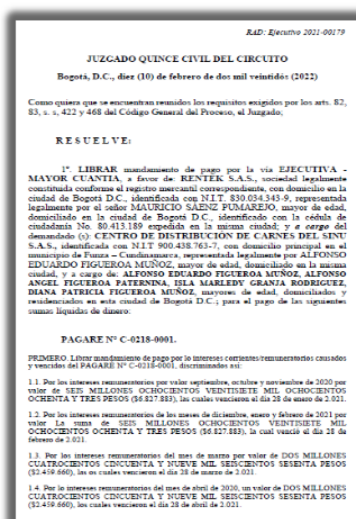 RAD: Ejecutivo 2021-00179
JUZGADO QUINCE CIVIL DEL CIRCUITO
Bogotá, D.C., diez (10) de febrero de dos mil veintidós (2022)
Como quiera que se encuentran reunidos los requisitos exigidos por los arts. 82,
83, s. s, 422 y 468 del Código General del Proceso, el Juzgado;
R E S U E L V E:
1º. LIBRAR mandamiento de pago por la vía EJECUTIVA -
MAYOR CUANTIA, a favor de: RENTEK S.A.S., sociedad legalmente
constituida conforme el registro mercantil correspondiente, con domicilio en la
ciudad de Bogotá D.C., identificada con N.I.T. 830.034.343-9, representada
legalmente por el señor MAURICIO SAENZ PUMAREJO, mayor de edad,
domiciliado en la ciudad de Bogotá D.C., identificado con la cédula de
ciudadanía No. 80.413.189 expedida en la misma ciudad; y a cargo del
demandado (s): CENTRO DE DISTRIBUCION DE CARNES DEL SINU
S.A.S., identificada con N.I.T 900.438.763-7, con domicilio principal en el
municipio de Funza – Cundinamarca, representada legalmente por ALFONSO
EDUARDO FIGUEROA MUÑOZ, mayor de edad, domiciliado en la misma
ciudad, y a cargo de: ALFONSO EDUARDO FIGUEROA MUÑOZ, ALFONSO
ANGEL FIGUEROA PATERNINA, ISLA MARLEDY GRANJA RODRIGUEZ,
DIANA PATRICIA FIGUEROA MUÑOZ, mayores de edad, domiciliados y
residenciados en esta ciudad de Bogotá D.C.; para el pago de las siguientes
sumas líquidas de dinero:
PAGARE Nº C-0218-0001.
PRIMERO. Librar mandamiento de pago por lo intereses corrientes/remuneratorios causados
y vencidos del PAGARÉ Nº C-0218-0001, discriminados así:
1.1. Por los intereses remuneratorios por valor septiembre, octubre y noviembre de 2020 por
valor de SEIS MILLONES OCHOCIENTOS VEINTISIETE MIL OCHOCIENTOS
OCHENTA Y TRES PESOS ($6.827.883), las cuales vencieron el día 28 de enero de 2.021.
1.2. Por los intereses remuneratorios de los meses de diciembre, enero y febrero de 2021 por
valor La suma de SEIS MILLONES OCHOCIENTOS VEINTISIETE MIL
OCHOCIENTOS OCHENTA Y TRES PESOS ($6.827.883), la cual venció el día 28 de
febrero de 2.021.
1.3. Por los intereses remuneratorios del mes de marzo por valor de DOS MILLONES
CUATROCIENTOS CINCUENTA Y NUEVE MIL SEISCIENTOS SESENTA PESOS
($2.459.660), las os cuales vencieron el día 28 de marzo de 2.021.
1.4. Por lo intereses remuneratorios del mes de abril de 2020, un valor de DOS MILLONES
CUATROCIENTOS CINCUENTA Y NUEVE MIL SEISCIENTOS SESENTA PESOS
($2.459.660), los cuales vencieron el día 28 de abril de 2.021.